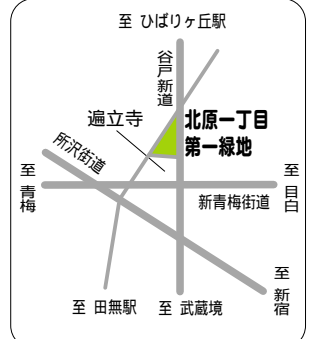 至 ひばりヶ丘駅
谷戸新道
遍立寺
北原一丁目
第一緑地
所沢街道
至 青梅
至 目白
新青梅街道
至 新宿
至 田無駅
至 武蔵境